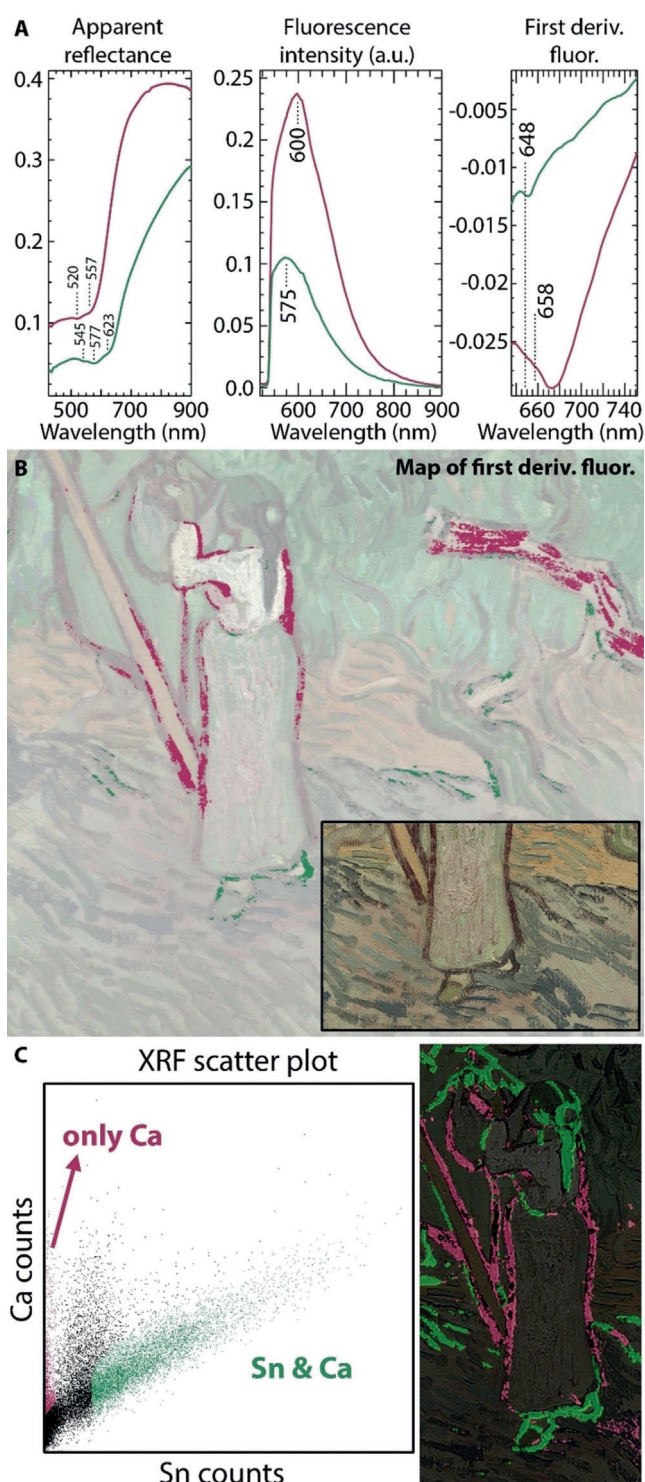 A
Apparent
reflectance
Fluorescence
intensity (a.u.)
First deriv.
fluor.
0.4
0.3
0.2
0.1
520
557
545
577
623
500 700 900
Wavelength (nm)
0.25
0.20
0.15
0.1
0.05
0.0
600
575
600 700 800 900
Wavelength (nm)
-0.005
-0.01
-0.015
-0.02
-0.025
648
658
660 700 740
Wavelength (nm)
B
Map of first deriv. fluor.
C
XRF scatter plot
only Ca
Ca counts
Sn & Ca
Sn counts